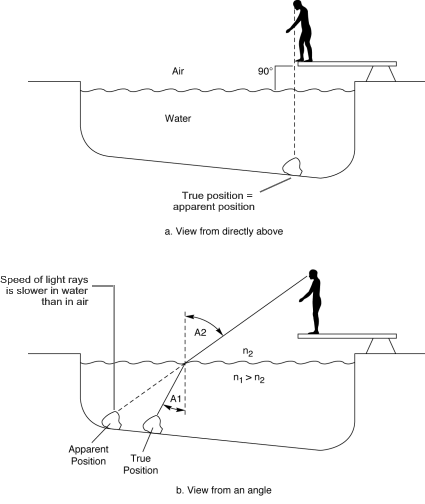 Air
90°
Water
True position =
apparent position
a. View from directly above
Speed of light rays
is slower in water
than in air
A2
n2
n1 > n2
A1
Apparent
Position
True
Position
b. View from an angle